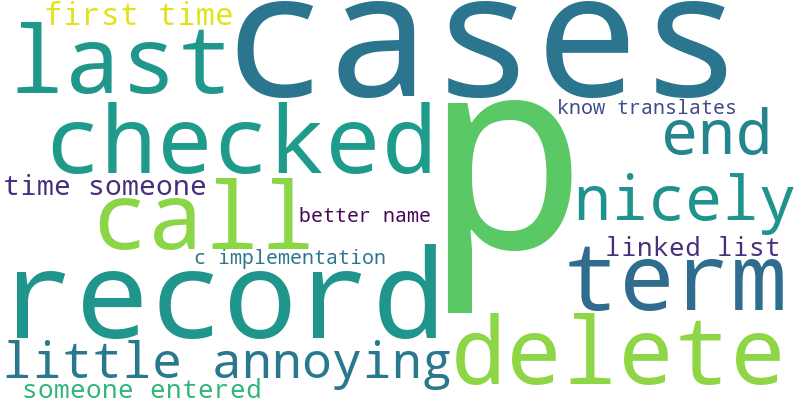 first time
cases
last
know translates
checked
end
p
time someone
nicely
call
better name
linked list
c implementation
term
record
delete
little annoying
someone entered